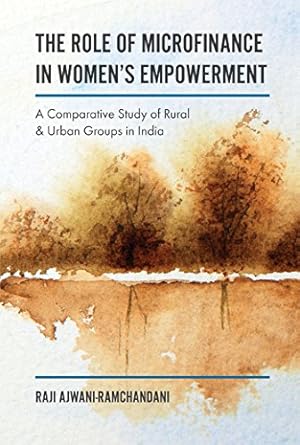 THE ROLE OF MICROFINANCE
IN WOMEN'S EMPOWERMENT
A Comparative Study of Rural
& Urban Groups in India
RAJI AJWANI-RAMCHANDANI